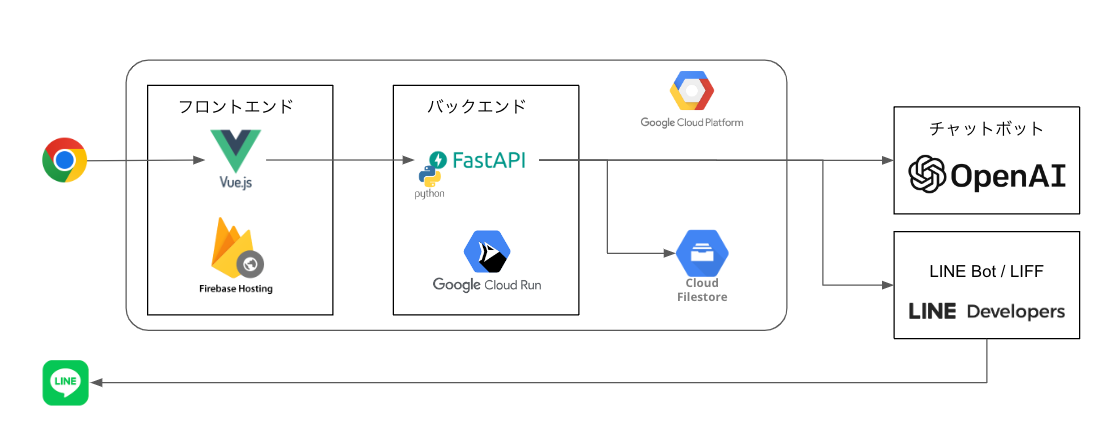 フロントエンド
Vue.js
Firebase Hosting
バックエンド
FastAPI
python
Google Cloud Run
Google Cloud Platform
Cloud
Filestore
チャットボット
OpenAI
LINE Bot / LIFF
LINE Developers
LINE